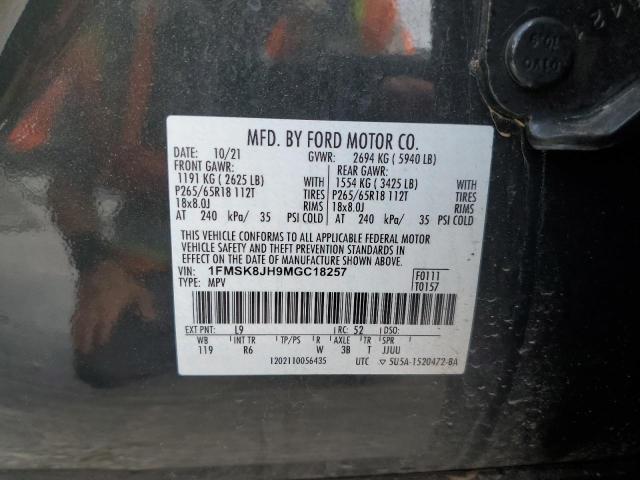 MFD. BY FORD MOTOR CO.
DATE: 10/21 GVWR: 2694 KG ( 5940 LB)
FRONT GAWR: REAR GAWR:
1191 KG ( 2625 LB) WITH 1554 KG ( 3425 LB) WITH
P265/65R18 112T TIRES P265/65R18 112T TIRES
18x8.0J RIMS 18x8.0J RIMS
AT 240 kPa/ 35 PSI COLD AT 240 kPa/ 35 PSI COLD
THIS VEHICLE CONFORMS TO ALL APPLICABLE FEDERAL MOTOR
VEHICLE SAFETY AND THEFT PREVENTION STANDARDS IN
EFFECT ON THE DATE OF MANUFACTURE SHOWN ABOVE.
VIN: 1FMSK8JH9MGC18257 F0111
TYPE: MPV T0157
EXT PNT: L9 RC: 52 DSO:
WB INT TR TP/PS R AXLE TR SPR
119 R6 W 3B T JJUU
1202110056435 UTC ▽ 5U5A-1520472-BA